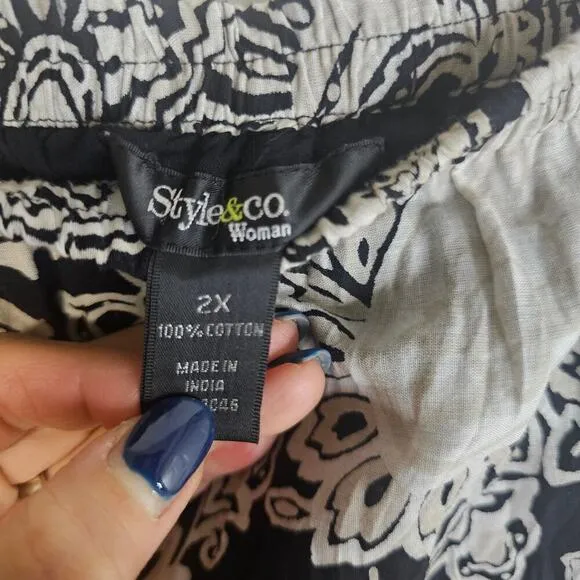 Style&co.
Woman
2X
100% COTTON
MADE IN
INDIA